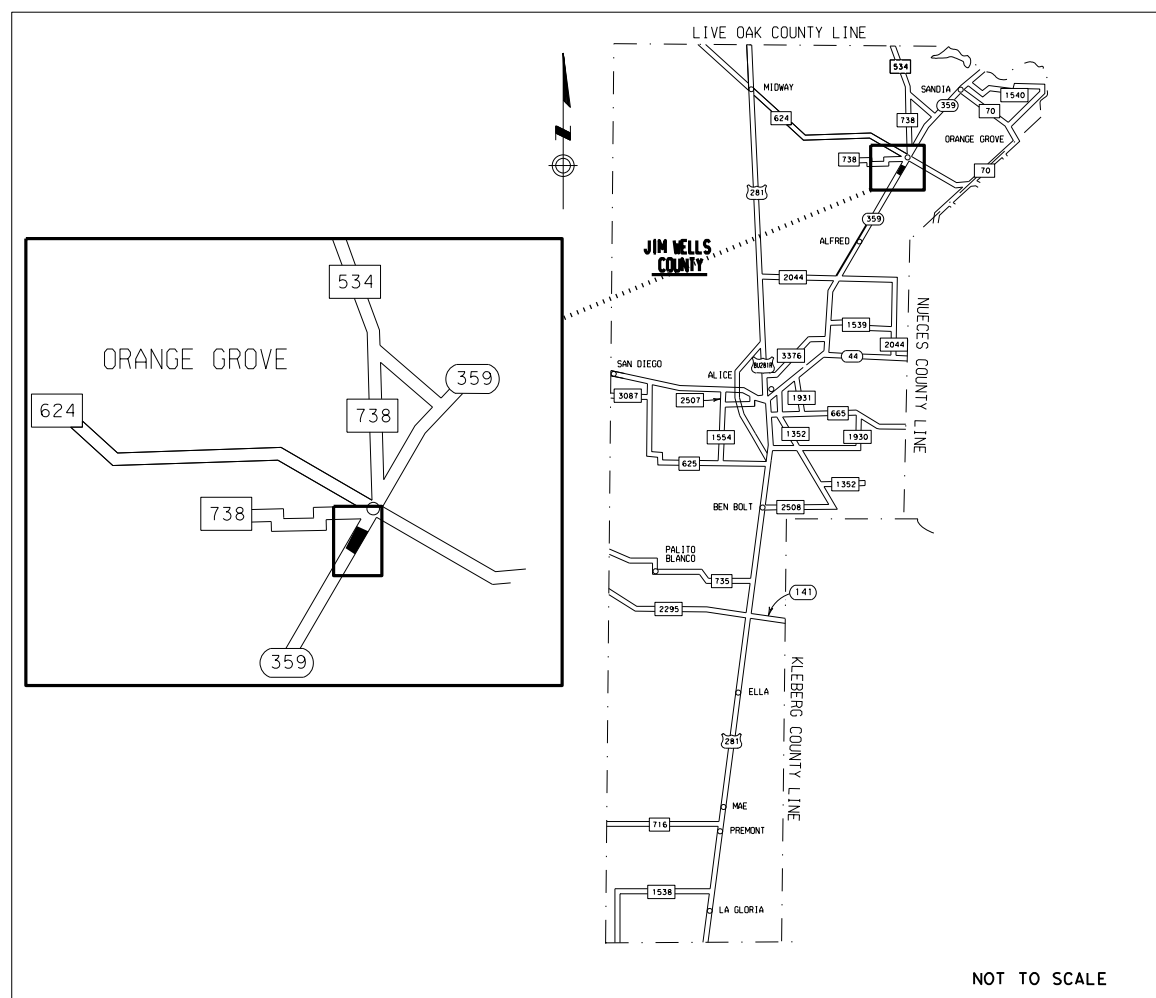 LIVE OAK COUNTY LINE
534
SANDIA
MIDWAY
1540
359
70
624
738
ORANGE GROVE
738
70
281
359
ALFRED
JIM WELLS
COUNTY
2044
NUECES COUNTY LINE
1539
2044
3376
44
BU281R
SAN DIEGO
ALICE
3087
2507
1931
665
1554
1352
1930
625
1352
BEN BOLT
2508
PALITO
BLANCO
735
141
2295
KLEBERG COUNTY LINE
ELLA
281
MAE
716
PREMONT
1538
LA GLORIA
534
ORANGE GROVE
359
624
738
738
359
N
NOT TO SCALE